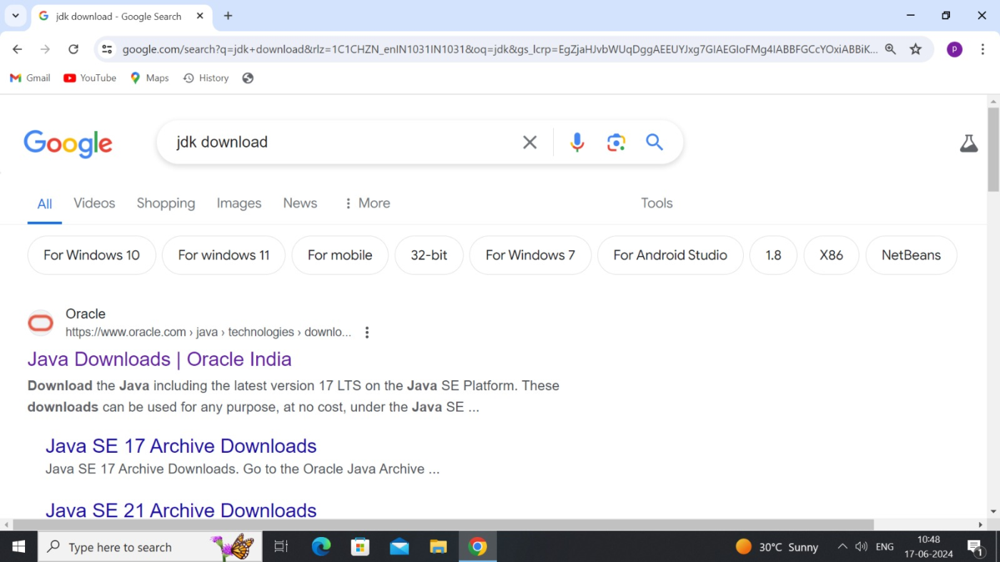 jdk download - Google Search
google.com/search?q=jdk+download&rlz=1C1CHZN_enIN1031IN1031&oq=jdk&gs_lcrp=EgZjaHJvbWUqDggAEEUYJxg7GIAEGIoFMg4IABBFGCcYOxiABBiK...
P
Gmail YouTube Maps History
Google
jdk download
All Videos Shopping Images News More Tools
For Windows 10 For windows 11 For mobile 32-bit For Windows 7 For Android Studio 1.8 X86 NetBeans
Oracle
https://www.oracle.com › java › technologies › downlo...
Java Downloads | Oracle India
Download the Java including the latest version 17 LTS on the Java SE Platform. These
downloads can be used for any purpose, at no cost, under the Java SE ...
Java SE 17 Archive Downloads
Java SE 17 Archive Downloads. Go to the Oracle Java Archive ...
Java SE 21 Archive Downloads
Type here to search
30°C Sunny
ENG
10:48
17-06-2024
1